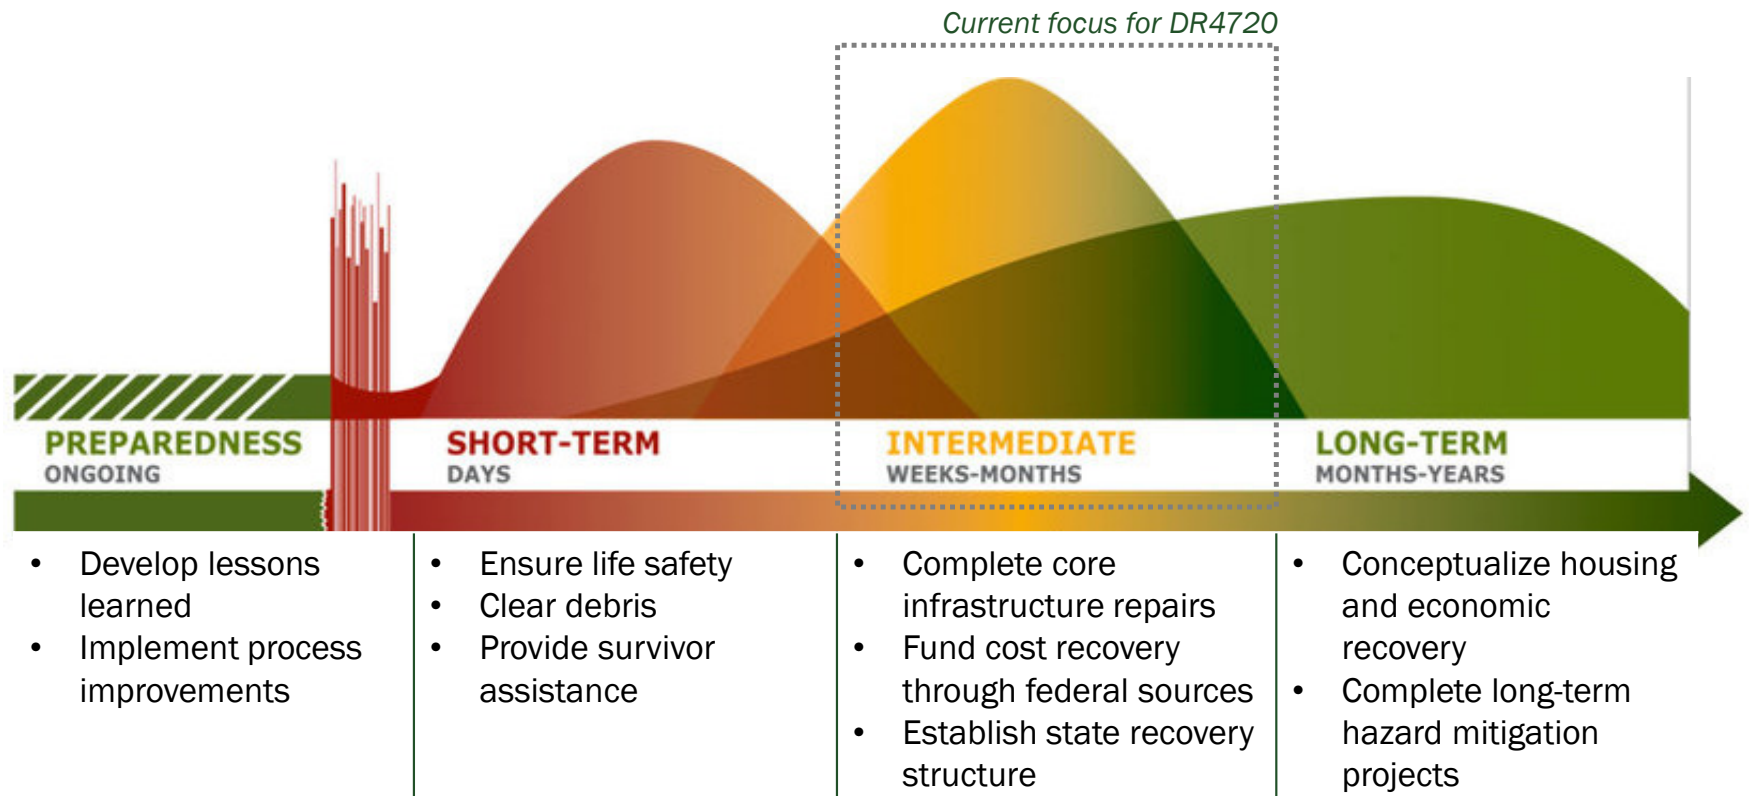 Current focus for DR4720
PREPAREDNESS
ONGOING
SHORT-TERM
DAYS
INTERMEDIATE
WEEKS-MONTHS
LONG-TERM
MONTHS-YEARS
• Develop lessons
learned
• Implement process
improvements
• Ensure life safety
• Clear debris
• Provide survivor
assistance
• Complete core
infrastructure repairs
• Fund cost recovery
through federal sources
• Establish state recovery
structure
• Conceptualize housing
and economic
recovery
• Complete long-term
hazard mitigation
projects